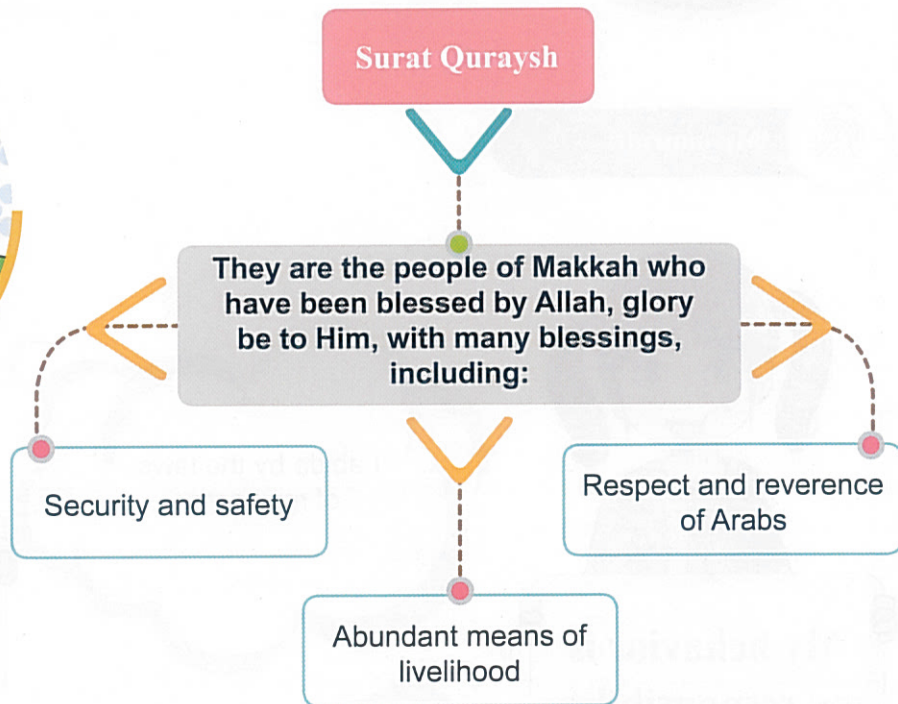 Surat Quraysh
They are the people of Makkah who
have been blessed by Allah, glory
be to Him, with many blessings,
including:
Security and safety
Respect and reverence
of Arabs
Abundant means of
livelihood